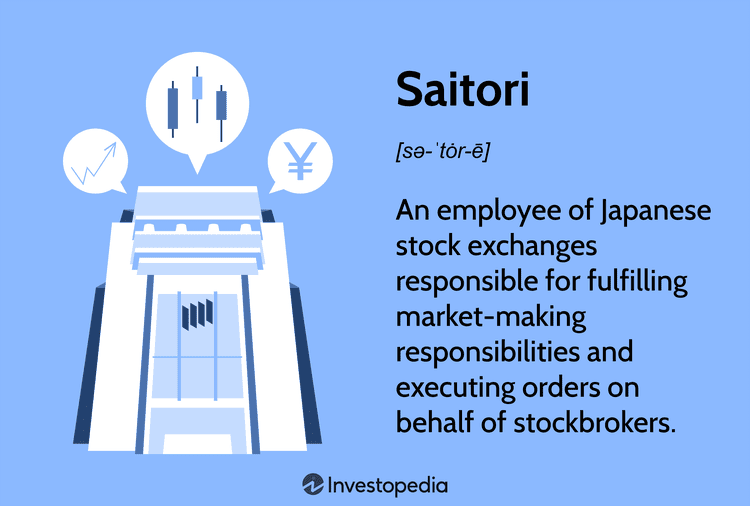 Saitori
[sə-ˈtȯr-ē]
An employee of Japanese
stock exchanges
responsible for fulfilling
market-making
responsibilities and
executing orders on
behalf of stockbrokers.
¥
Investopedia